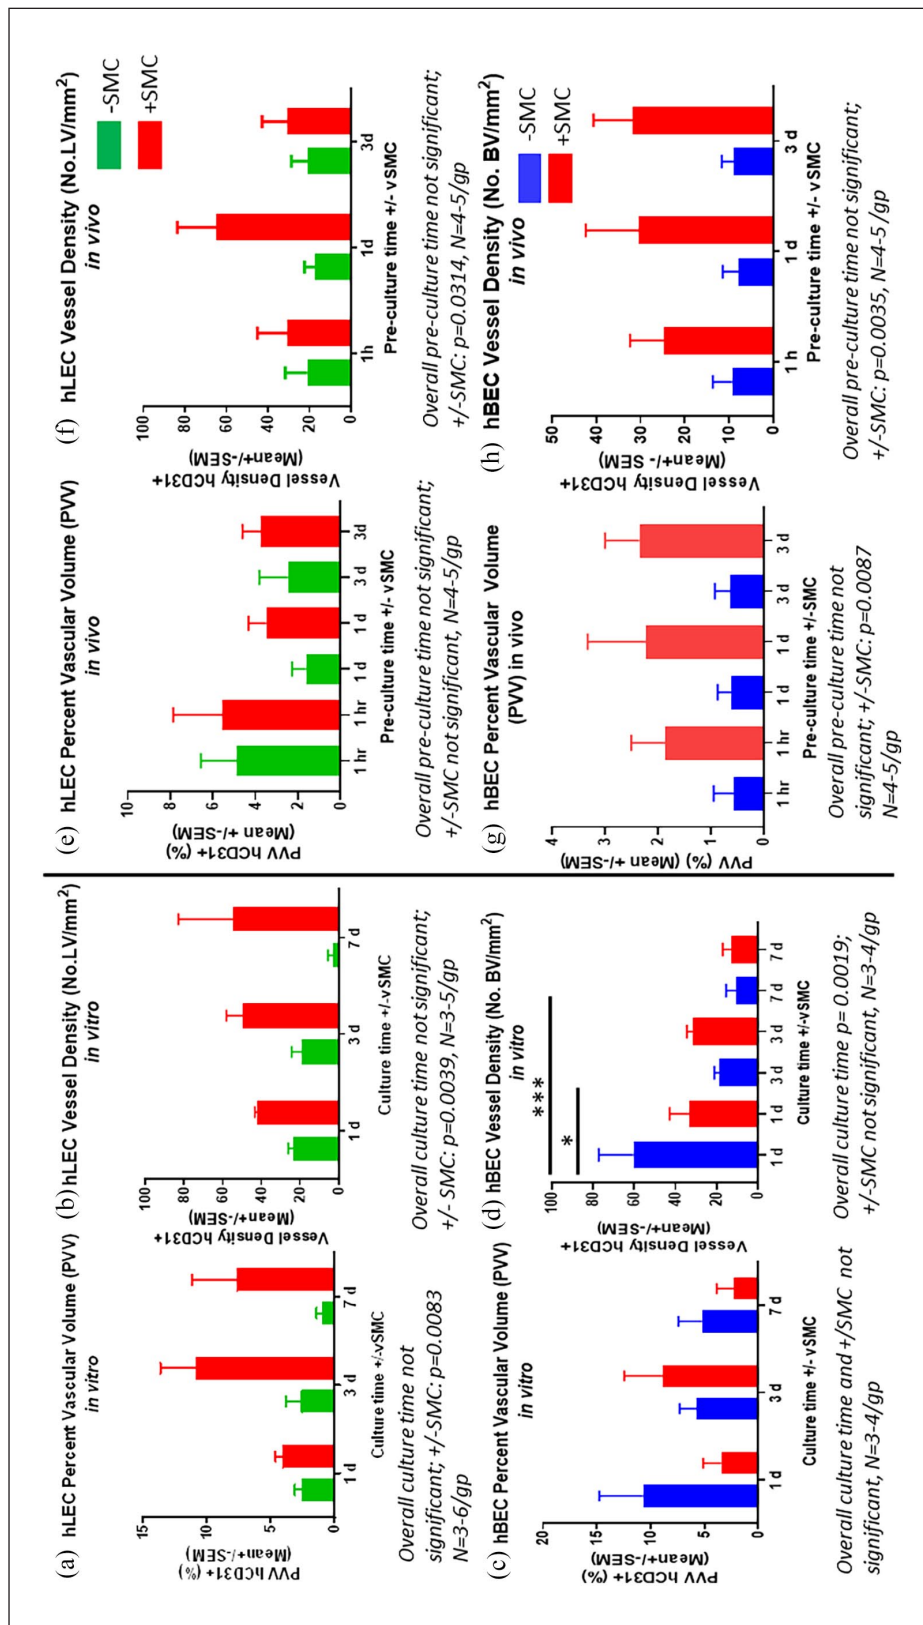 (a) hLEC Percent Vascular Volume (PVV)
in vitro
PVV hCD31+ (%)
(Mean+/-SEM)
15
10
5
0
1 d
3 d
7 d
Culture time +/-vSMC
Overall culture time not
significant; +/-SMC: p=0.0083
N=3-6/gp
(b) hLEC Vessel Density (No.LV/mm²)
in vitro
Vessel Density hCD31+
(Mean+/-SEM)
100
80
60
40
20
0
1 d
3 d
7 d
Culture time +/-vSMC
Overall culture time not significant;
+/- SMC: p=0.0039, N=3-5/gp
(c) hBEC Percent Vascular Volume (PVV)
in vitro
PVV hCD31+ (%)
(Mean+/-SEM)
20
15
10
5
0
1 d
3 d
7 d
Culture time +/- vSMC
Overall culture time and +/SMC not
significant, N=3-4/gp
(d) hBEC Vessel Density (No. BV/mm²)
in vitro
Vessel Density hCD31+
(Mean+/-SEM)
100
80
60
40
20
0
*
***
1 d
1 d
3 d
3 d
7 d
7 d
Culture time +/-vSMC
Overall culture time p= 0.0019;
+/-SMC not significant, N=3-4/gp
(e) hLEC Percent Vascular Volume (PVV)
in vivo
PVV hCD31+ (%)
(Mean +/-SEM)
10
8
6
4
2
0
1 hr
1 hr
1 d
1 d
3 d
3d
Pre-culture time +/- vSMC
Overall pre-culture time not significant;
+/-SMC not significant, N=4-5/gp
(f) hLEC Vessel Density (No.LV/mm²)
in vivo
-SMC
+SMC
Vessel Density hCD31+
(Mean+/-SEM)
100
80
60
40
20
0
1h
1d
3d
Pre-culture time +/- vSMC
Overall pre-culture time not significant;
+/-SMC: p=0.0314, N=4-5/gp
(g) hBEC Percent Vascular Volume
(PVV) in vivo
PVV (%) (Mean +/-SEM)
4
3
2
1
0
1 hr
1 hr
1 d
1 d
3 d
3 d
Pre-culture time +/-SMC
Overall pre-culture time not
significant; +/-SMC: p=0.0087
N=4-5/gp
(h) hBEC Vessel Density (No. BV/mm²)
in vivo
-SMC
+SMC
Vessel Density hCD31+
(Mean+/- SEM)
50
40
30
20
10
0
1 h
1 d
3 d
Pre-culture time +/- vSMC
Overall pre-culture time not significant;
+/-SMC: p=0.0035, N=4-5 /gp